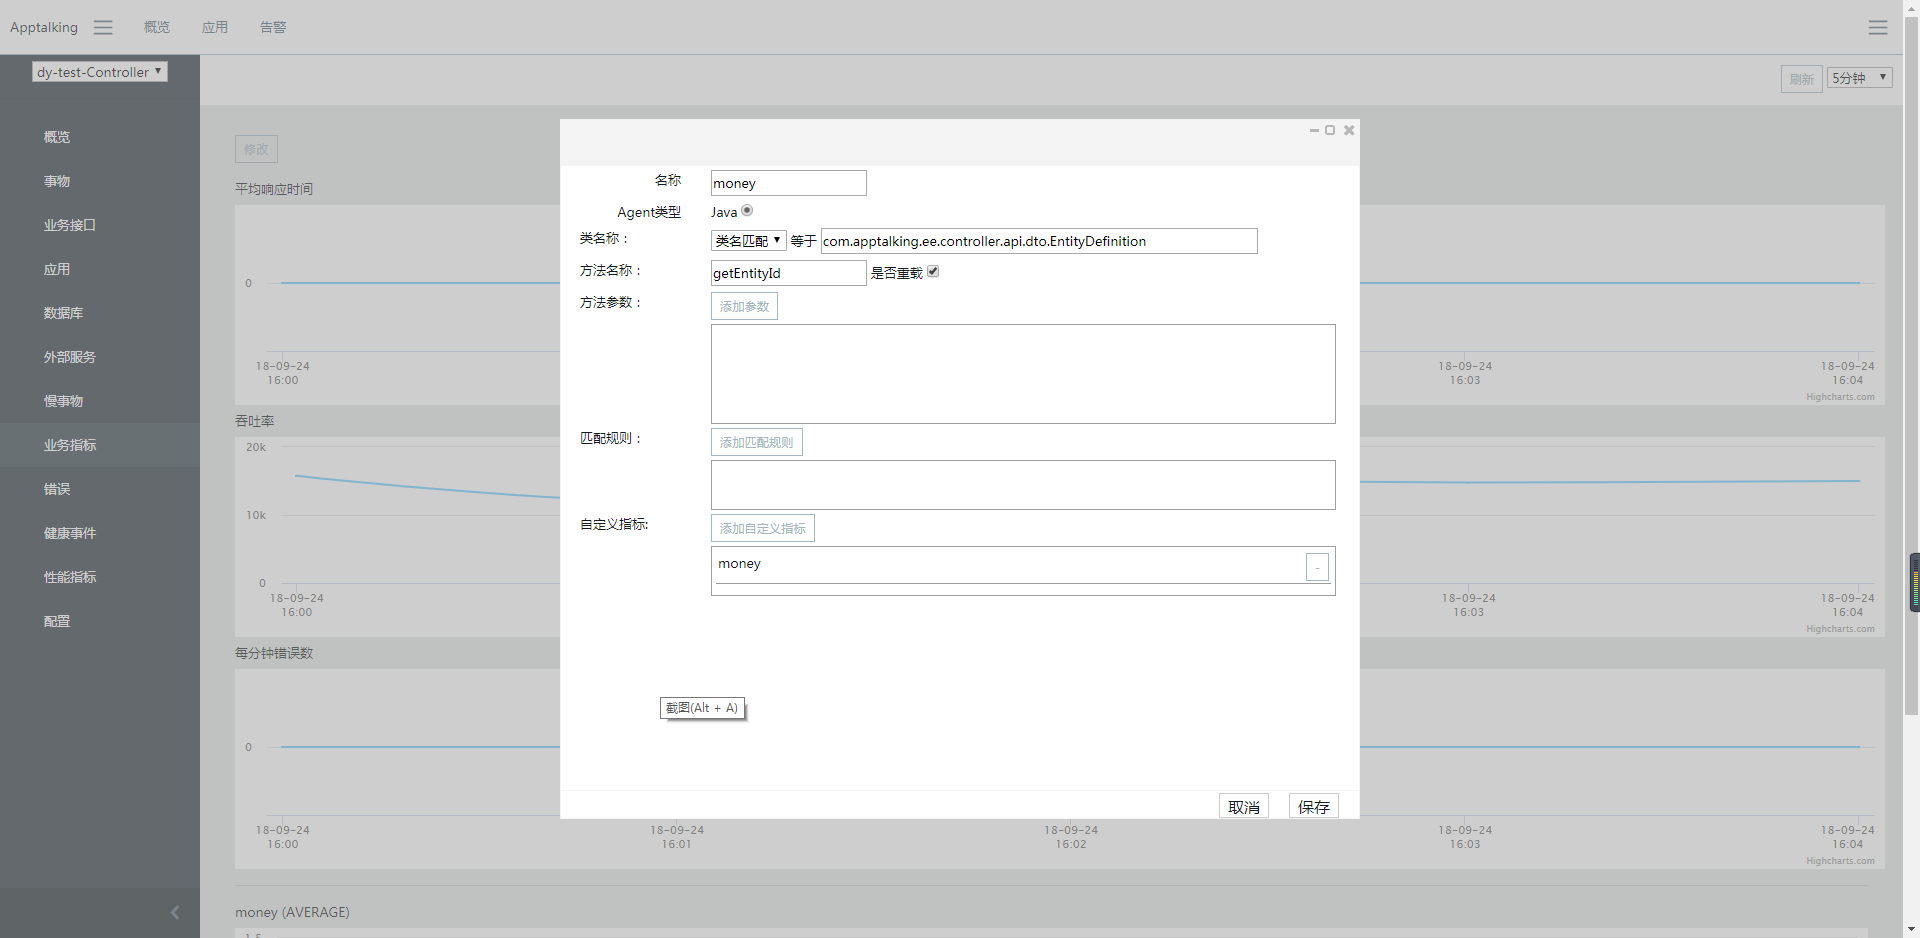 Apptalking 概览 应用 告警
dy-test-Controller
刷新 5分钟
概览
事物
业务接口
应用
数据库
外部服务
慢事物
业务指标
错误
健康事件
性能指标
配置
修改
平均响应时间
0
18-09-24 16:00
18-09-24 16:03
18-09-24 16:04
Highcharts.com
吞吐率
20k
10k
0
18-09-24 16:00
18-09-24 16:03
18-09-24 16:04
Highcharts.com
每分钟错误数
0
18-09-24 16:00
18-09-24 16:01
18-09-24 16:02
18-09-24 16:03
18-09-24 16:04
Highcharts.com
money (AVERAGE)
1.5
名称 money
Agent类型 Java
类名称： 类名匹配 等于 com.apptalking.ee.controller.api.dto.EntityDefinition
方法名称： getEntityId 是否重载
方法参数： 添加参数
匹配规则： 添加匹配规则
自定义指标: 添加自定义指标
money -
截图(Alt + A)
取消 保存